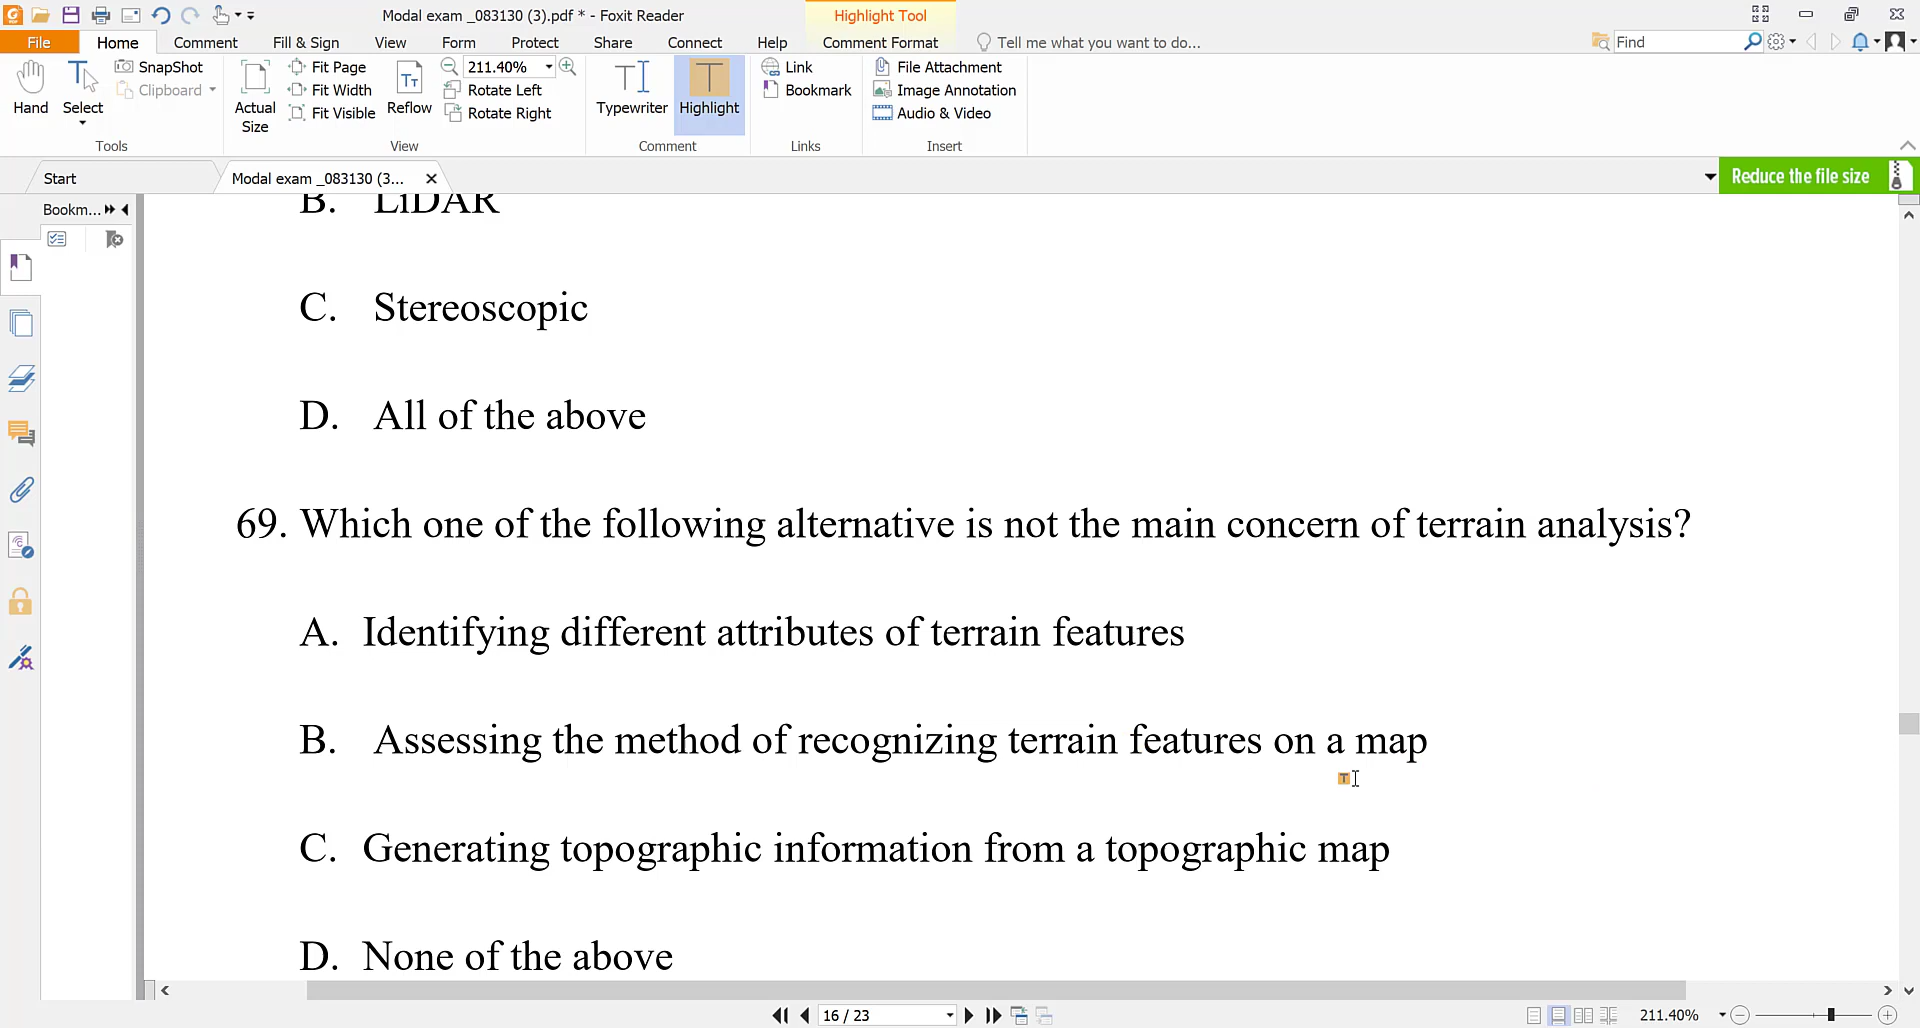 Modal exam _083130 (3).pdf * - Foxit Reader
Highlight Tool
File Home Comment Fill & Sign View Form Protect Share Connect Help Comment Format Tell me what you want to do... Find
Hand Select SnapShot Clipboard
Tools
Actual Size Fit Page Fit Width Fit Visible Reflow 211.40% Rotate Left Rotate Right
View
Typewriter Highlight
Comment
Link Bookmark
Links
File Attachment Image Annotation Audio & Video
Insert
Start Modal exam _083130 (3... Reduce the file size
Bookm...
B. LiDAR
C. Stereoscopic
D. All of the above
69. Which one of the following alternative is not the main concern of terrain analysis?
A. Identifying different attributes of terrain features
B. Assessing the method of recognizing terrain features on a map
C. Generating topographic information from a topographic map
D. None of the above
16 / 23 211.40%